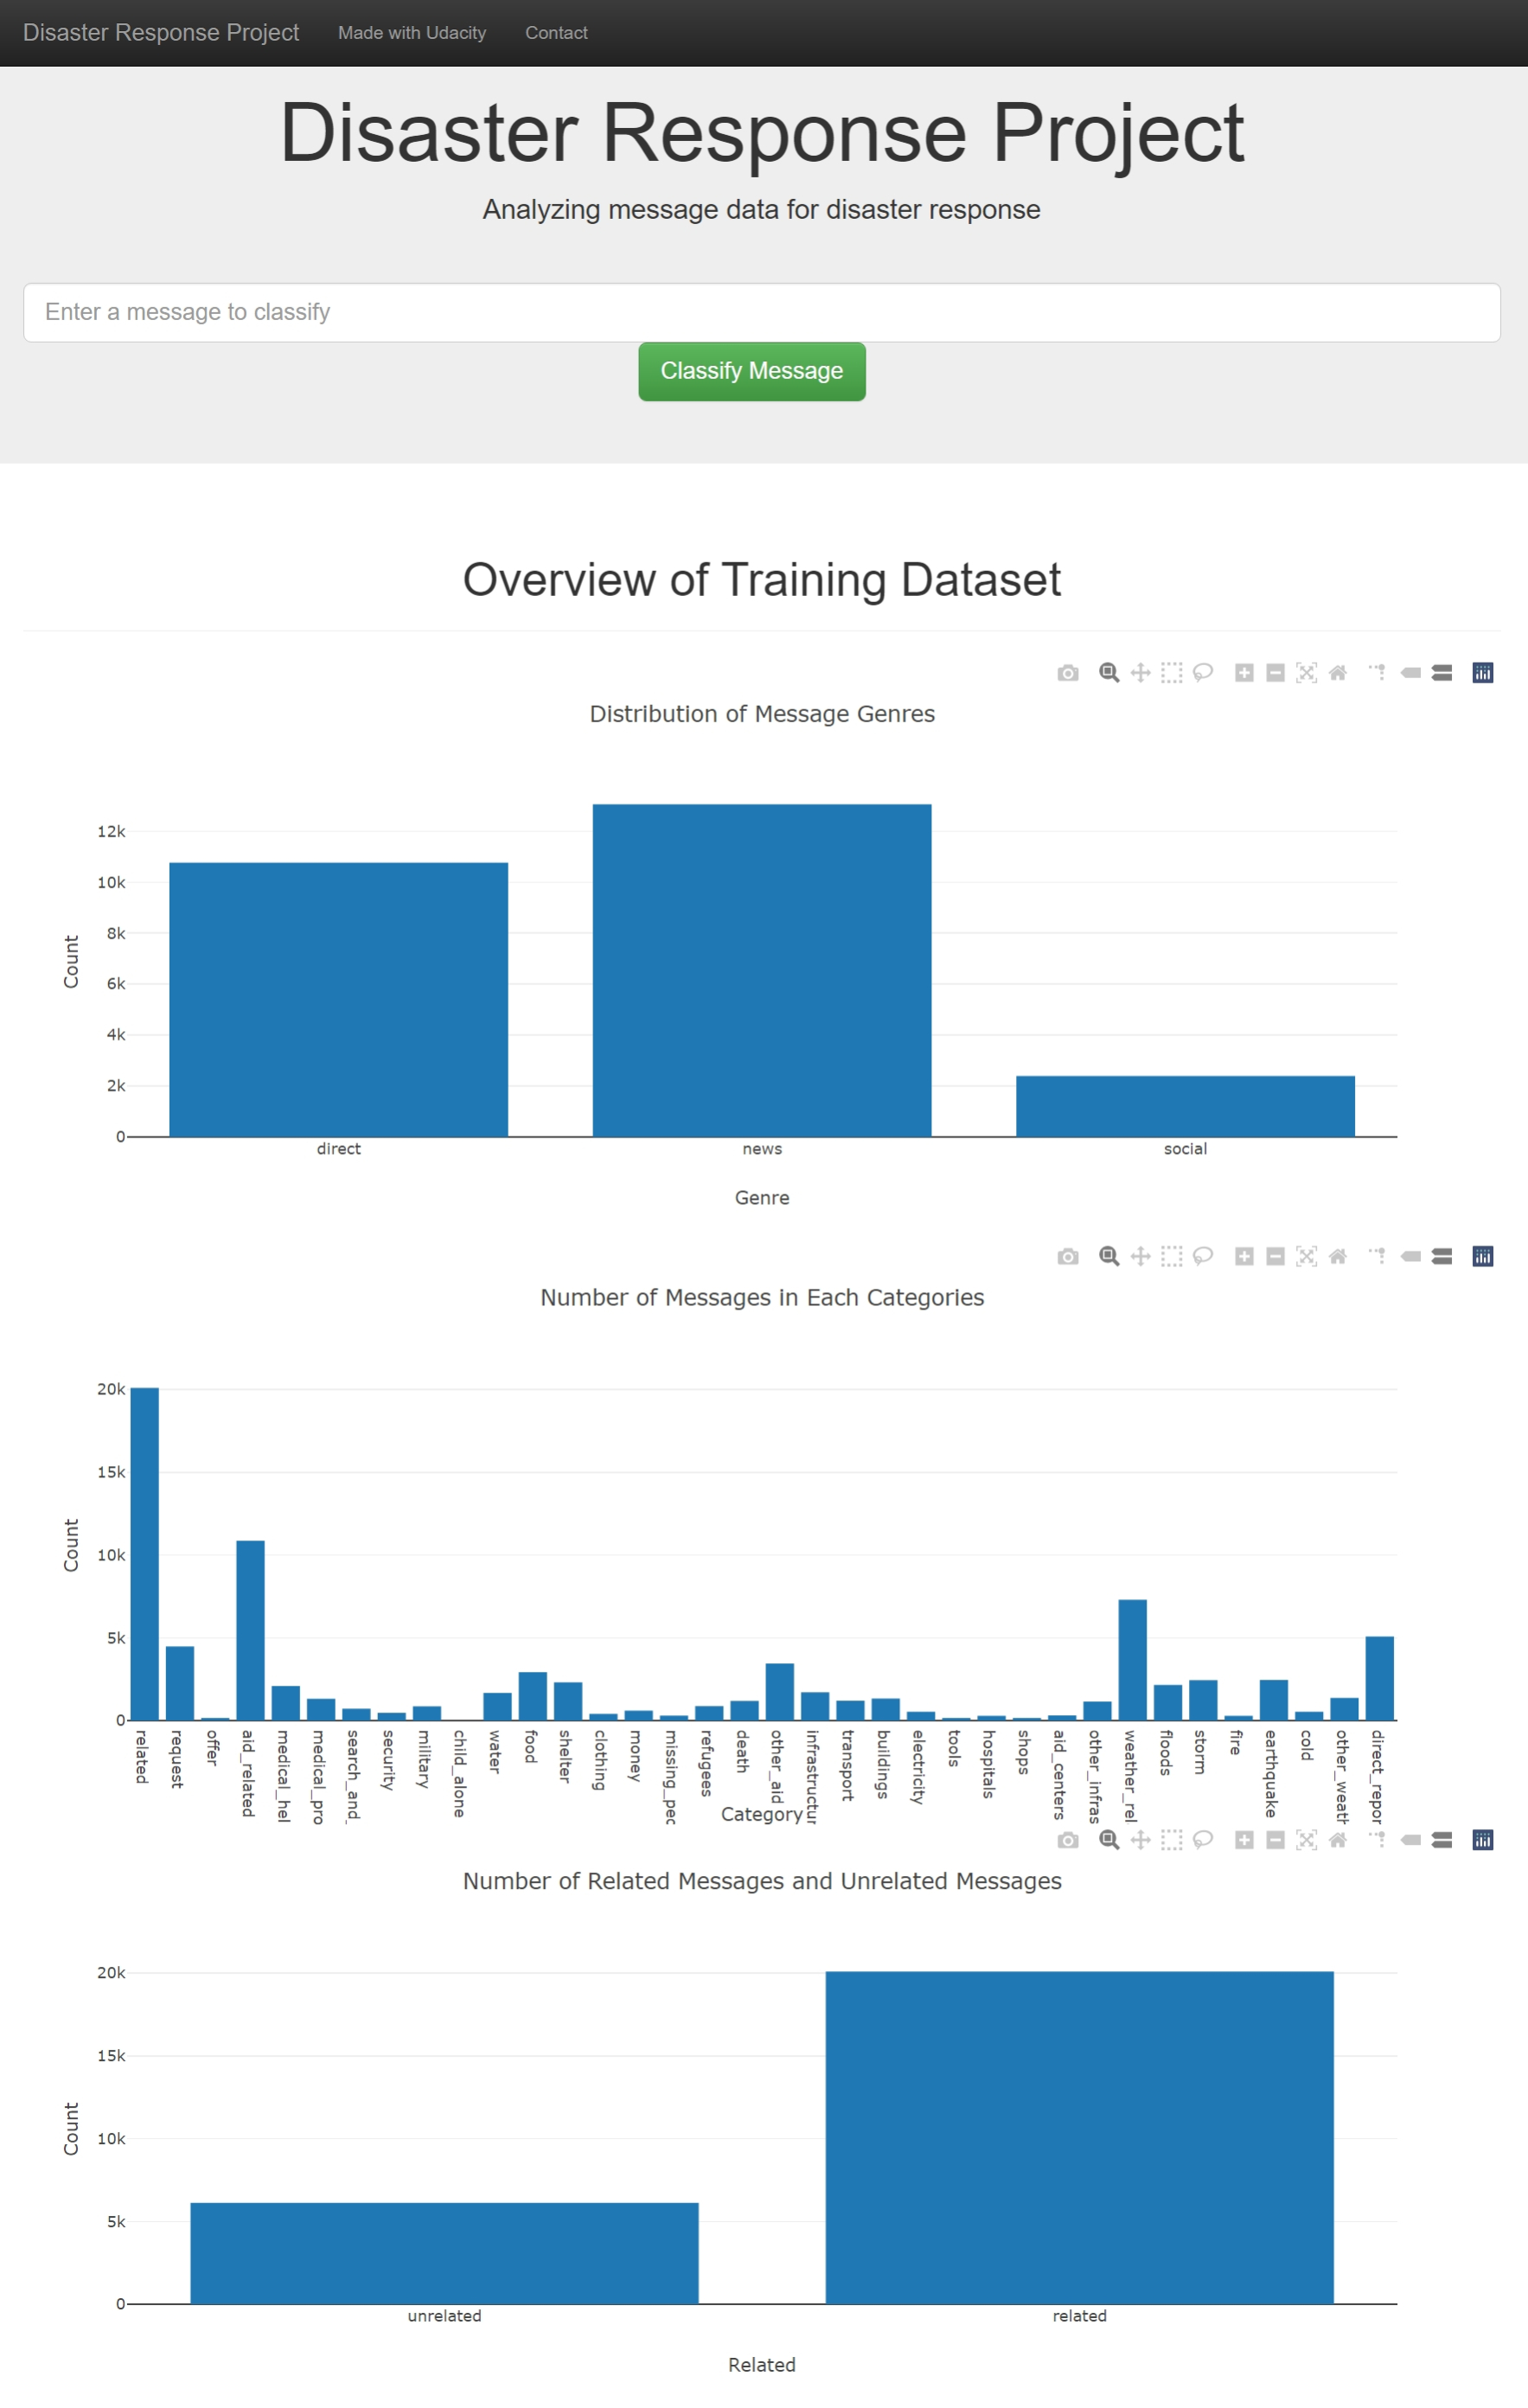 Disaster Response Project Made with Udacity Contact
Disaster Response Project
Analyzing message data for disaster response
Enter a message to classify
Classify Message
Overview of Training Dataset
Distribution of Message Genres
12k
10k
8k
6k
4k
2k
0
Count
direct news social
Genre
Number of Messages in Each Categories
20k
15k
10k
5k
0
Count
related
request
offer
aid_related
medical_hel
medical_pro
search_and_
security
military
child_alone
water
food
shelter
clothing
money
missing_pec
refugees
death
other_aid
infrastructur
transport
buildings
electricity
tools
hospitals
shops
aid_centers
other_infras
weather_rel
floods
storm
fire
earthquake
cold
other_weath
direct_repor
Category
Number of Related Messages and Unrelated Messages
20k
15k
10k
5k
0
Count
unrelated related
Related